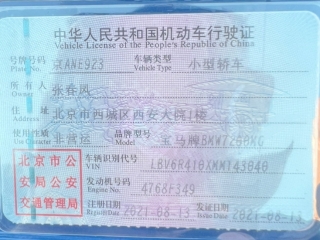 中华人民共和国机动车行驶证
Vehicle License of the People's Republic of China
号牌号码 京ANE923 车辆类型 小型轿车
Plate No. Vehicle Type
所有人 张春风
Owner
住址 北京市西城区西安大院1楼
Address
使用性质 非营运 品牌型号 宝马牌
Use Character Model
北京市公
安局公安
交通管理局
车辆识别代号
VIN
发动机号码 4768F349
Engine No.
注册日期 2021-08-13 发证日期 2021-08-13
Register Date Issue Date